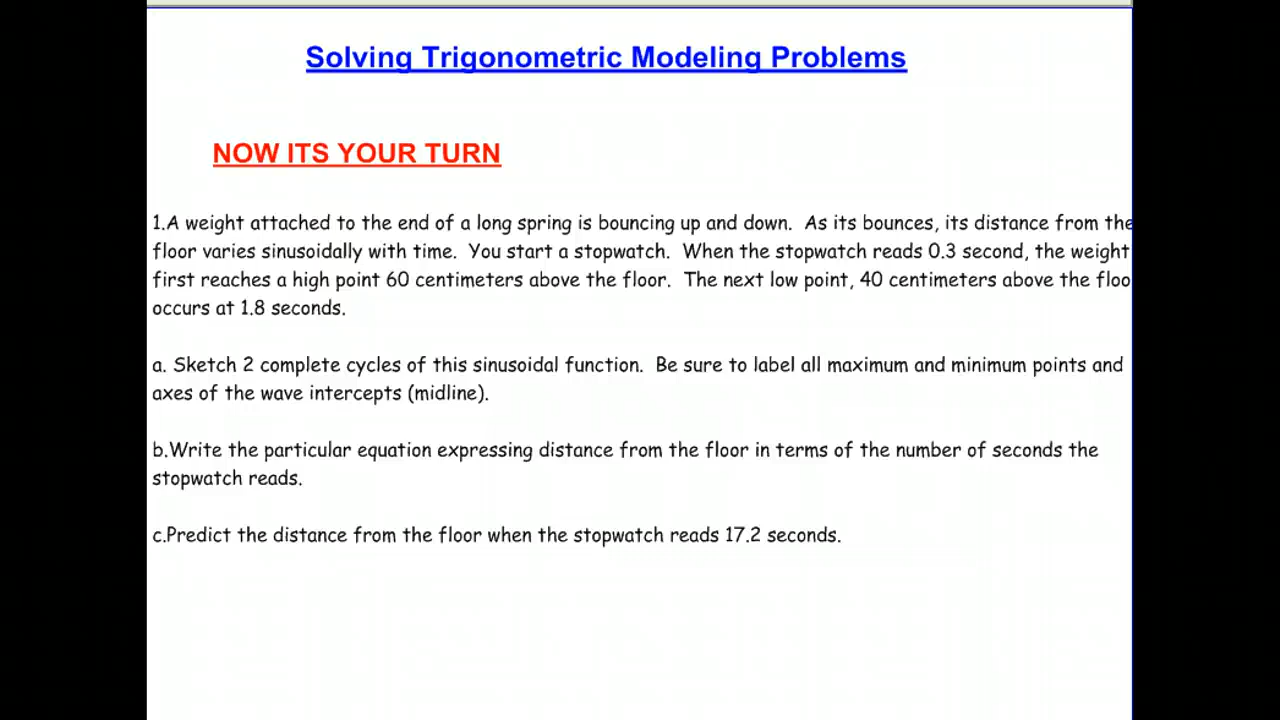 Solving Trigonometric Modeling Problems
NOW ITS YOUR TURN
1.A weight attached to the end of a long spring is bouncing up and down. As its bounces, its distance from the
floor varies sinusoidally with time. You start a stopwatch. When the stopwatch reads 0.3 second, the weight
first reaches a high point 60 centimeters above the floor. The next low point, 40 centimeters above the floo
occurs at 1.8 seconds.
a. Sketch 2 complete cycles of this sinusoidal function. Be sure to label all maximum and minimum points and
axes of the wave intercepts (midline).
b.Write the particular equation expressing distance from the floor in terms of the number of seconds the
stopwatch reads.
c.Predict the distance from the floor when the stopwatch reads 17.2 seconds.